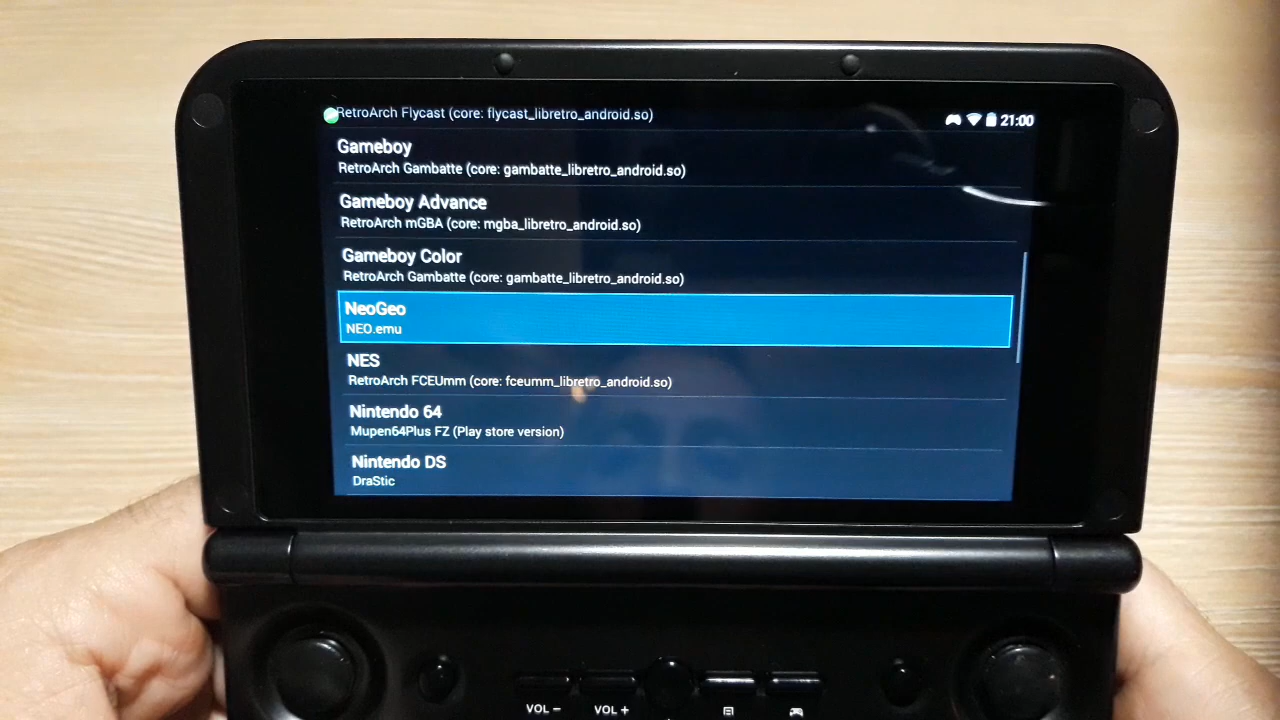 RetroArch Flycast (core: flycast_libretro_android.so)
21:00
Gameboy
RetroArch Gambatte (core: gambatte_libretro_android.so)
Gameboy Advance
RetroArch mGBA (core: mgba_libretro_android.so)
Gameboy Color
RetroArch Gambatte (core: gambatte_libretro_android.so)
NeoGeo
NEO.emu
NES
RetroArch FCEUmm (core: fceumm_libretro_android.so)
Nintendo 64
Mupen64Plus FZ (Play store version)
Nintendo DS
DraStic
VOL − VOL +